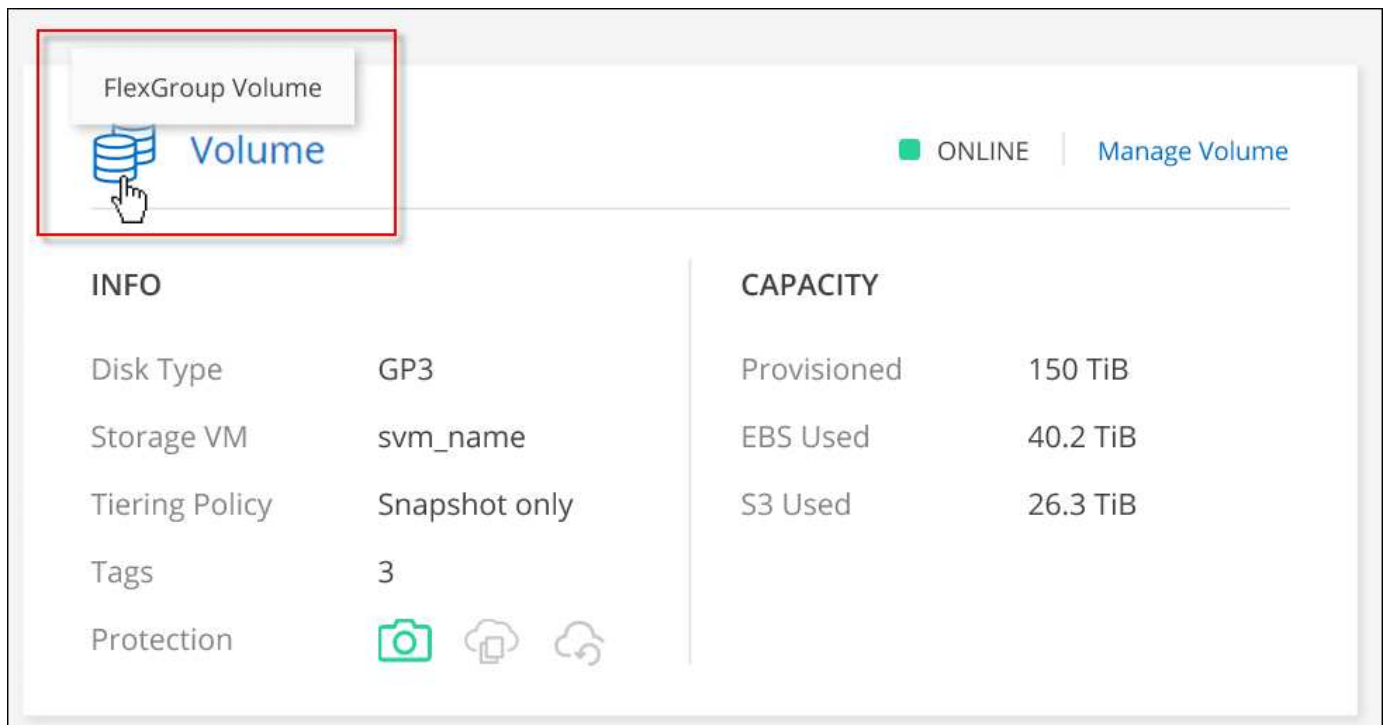 FlexGroup Volume
Volume
ONLINE
Manage Volume
INFO
Disk Type GP3
Storage VM svm_name
Tiering Policy Snapshot only
Tags 3
Protection
CAPACITY
Provisioned 150 TiB
EBS Used 40.2 TiB
S3 Used 26.3 TiB